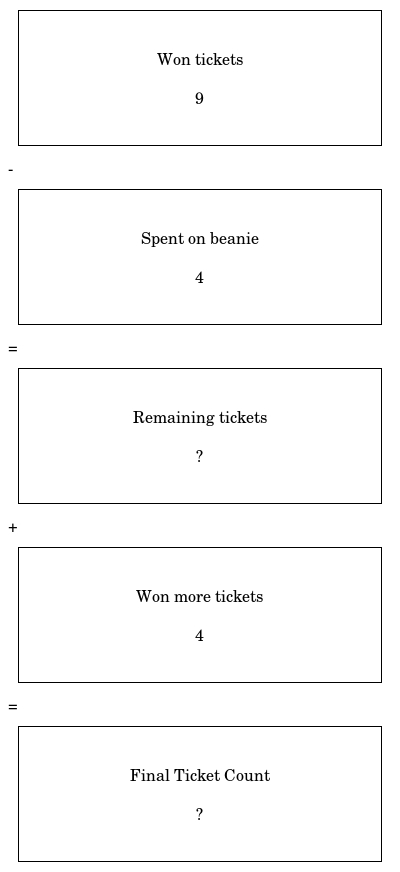 Won tickets
9
-
Spent on beanie
4
=
Remaining tickets
?
+
Won more tickets
4
=
Final Ticket Count
?